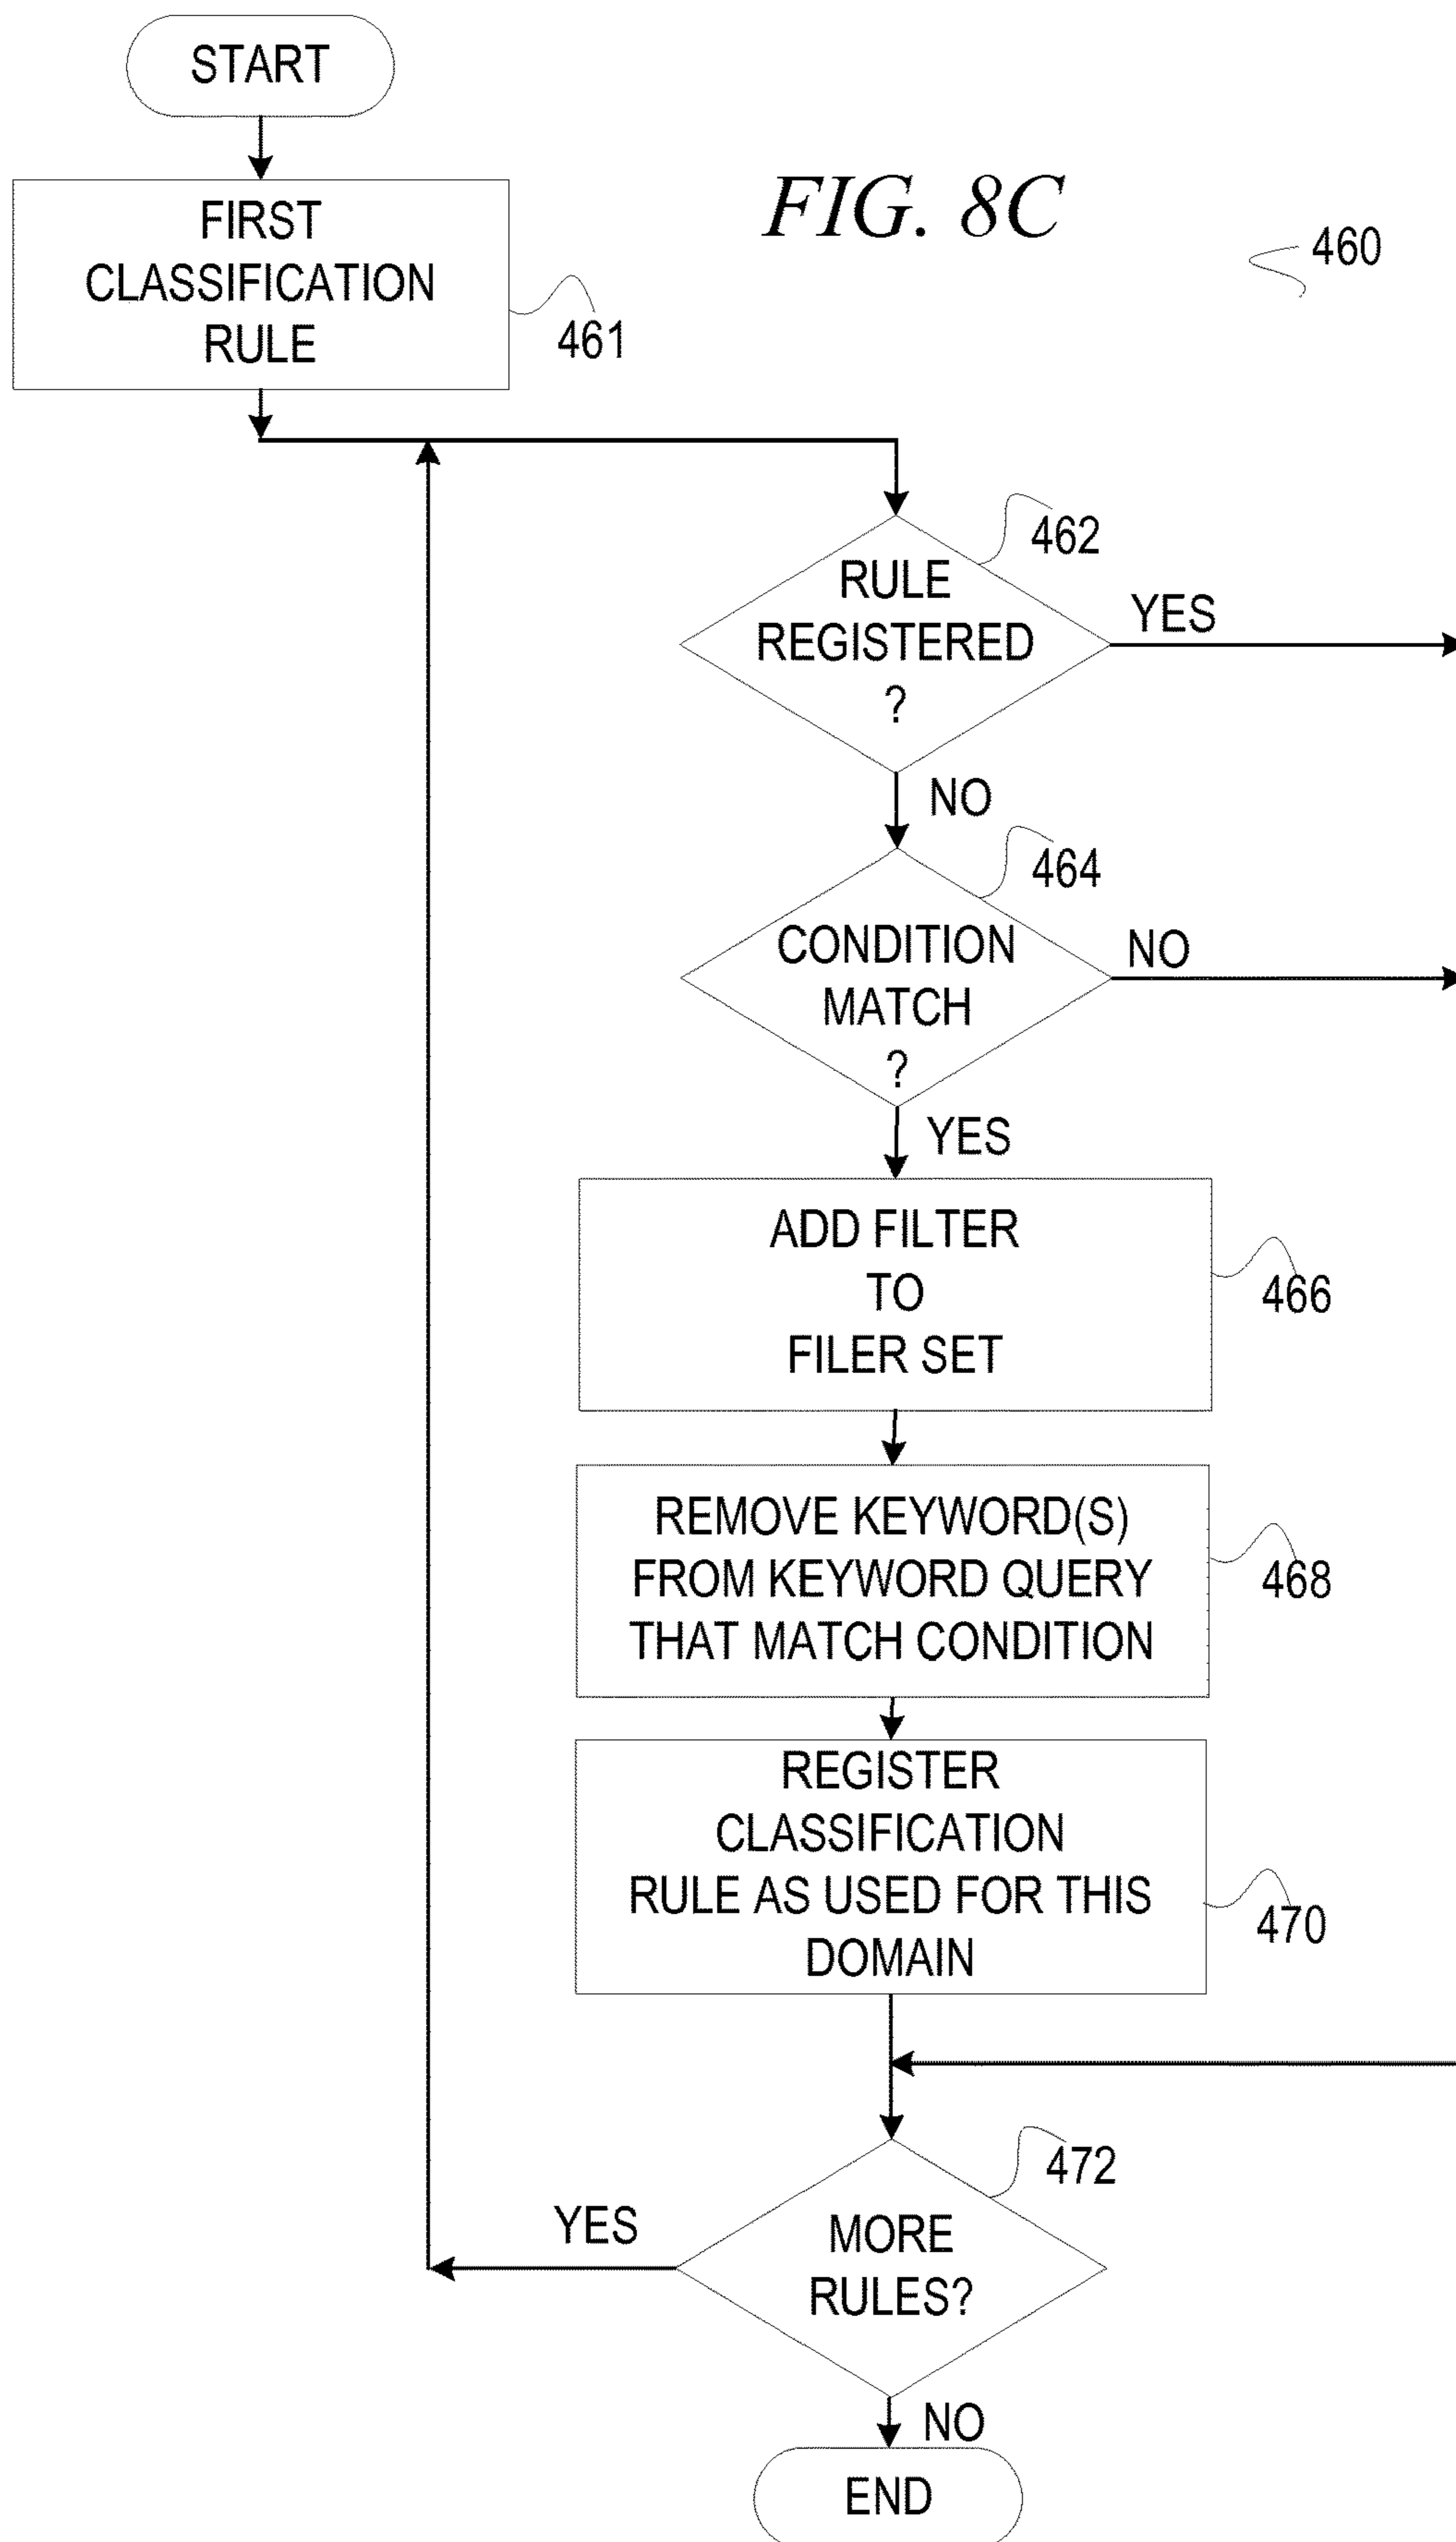 START
FIG. 8C
460
FIRST
CLASSIFICATION
RULE
461
462
RULE
REGISTERED
?
YES
NO
464
CONDITION
MATCH
?
NO
YES
ADD FILTER
TO
FILER SET
466
REMOVE KEYWORD(S)
FROM KEYWORD QUERY
THAT MATCH CONDITION
468
REGISTER
CLASSIFICATION
RULE AS USED FOR THIS
DOMAIN
470
472
YES
MORE
RULES?
NO
END